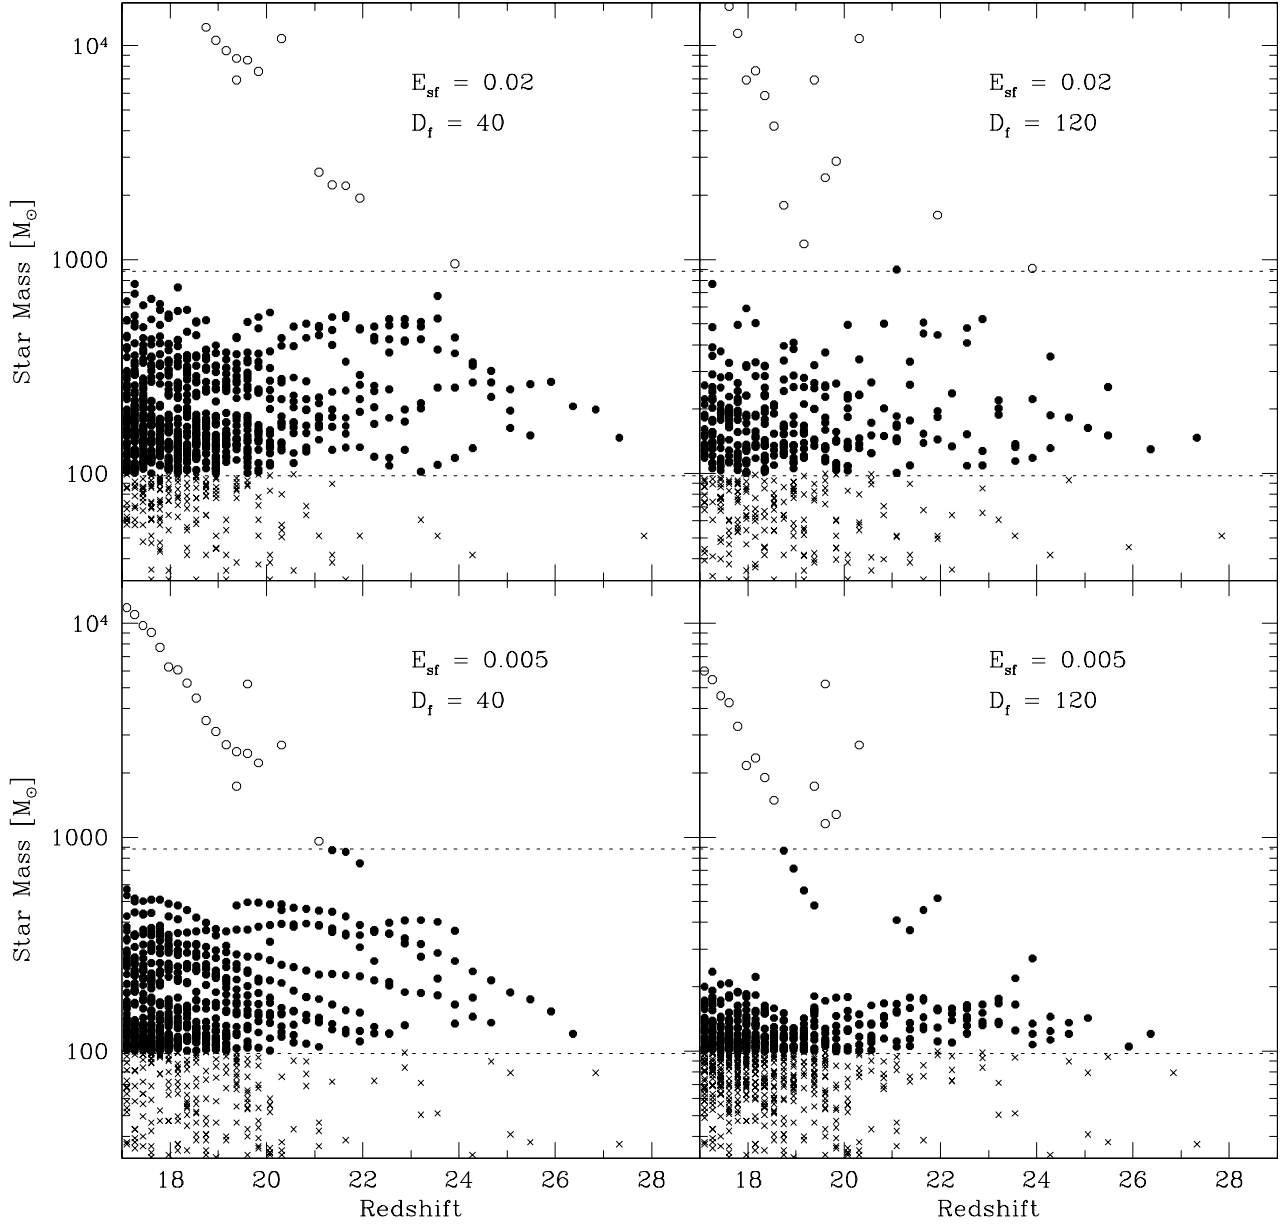 10⁴
1000
100
Star Mass [M☉]
E_sf = 0.02
D_f = 40
E_sf = 0.02
D_f = 120
10⁴
1000
100
Star Mass [M☉]
E_sf = 0.005
D_f = 40
E_sf = 0.005
D_f = 120
18 20 22 24 26 28
18 20 22 24 26 28
Redshift
Redshift